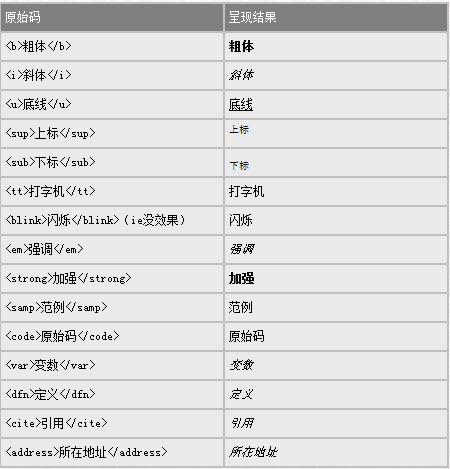 原始码 呈现结果
<b>粗体</b> 粗体
<i>斜体</i> 斜体
<u>底线</u> 底线
<sup>上标</sup> 上标
<sub>下标</sub> 下标
<tt>打字机</tt> 打字机
<blink>闪烁</blink>（ie没效果） 闪烁
<em>强调</em> 强调
<strong>加强</strong> 加强
<samp>范例</samp> 范例
<code>原始码</code> 原始码
<var>变数</var> 变数
<dfn>定义</dfn> 定义
<cite>引用</cite> 引用
<address>所在地址</address> 所在地址